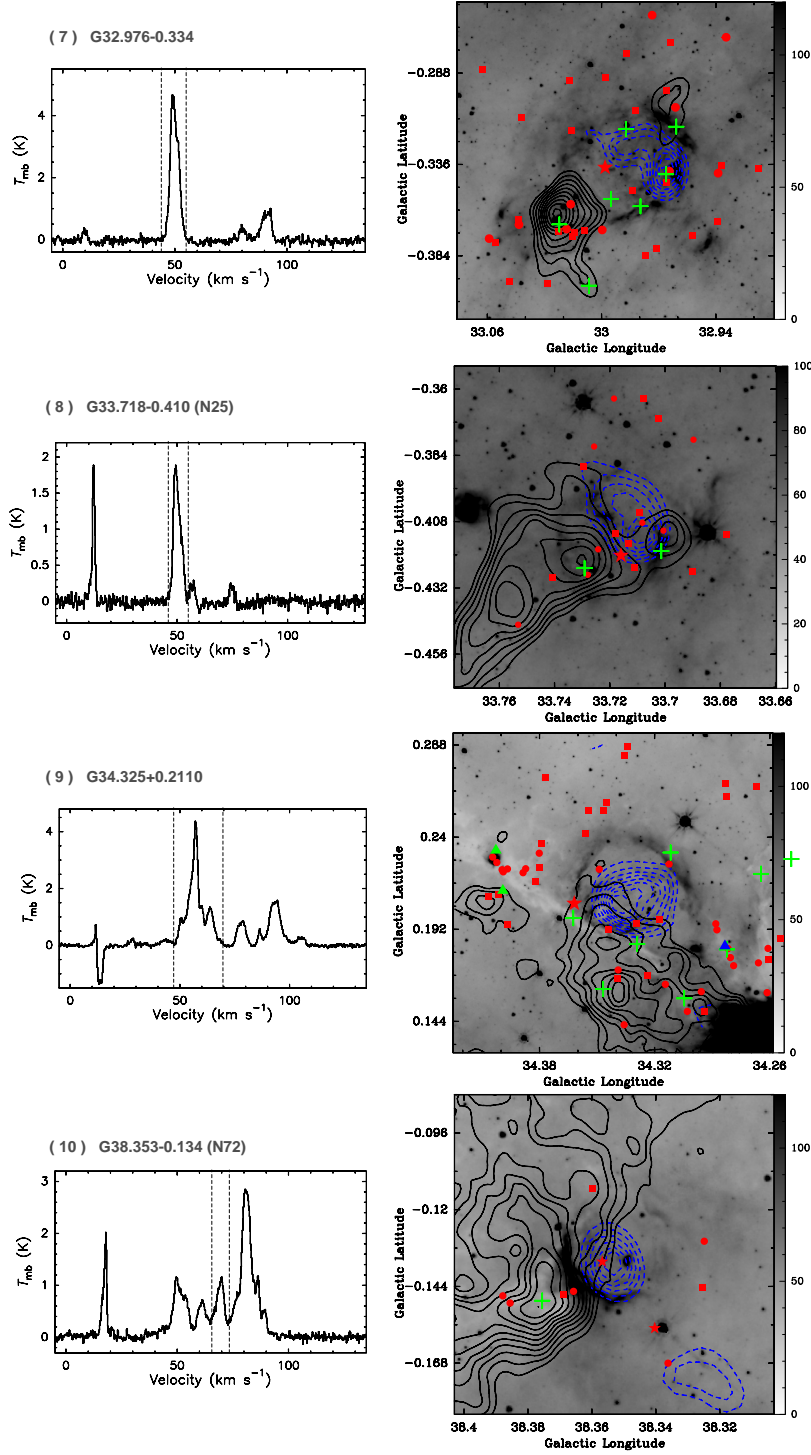 ( 7 ) G32.976-0.334
T_mb (K)
4
2
0
0 50 100
Velocity (km s⁻¹)
Galactic Latitude
−0.288
−0.336
−0.384
33.06 33 32.94
Galactic Longitude
100
50
0
( 8 ) G33.718-0.410 (N25)
T_mb (K)
2
1.5
1
0.5
0
0 50 100
Velocity (km s⁻¹)
Galactic Latitude
−0.36
−0.384
−0.408
−0.432
−0.456
33.76 33.74 33.72 33.7 33.68 33.66
Galactic Longitude
100
80
60
40
20
0
( 9 ) G34.325+0.2110
T_mb (K)
4
2
0
0 50 100
Velocity (km s⁻¹)
Galactic Latitude
0.288
0.24
0.192
0.144
34.38 34.32 34.26
Galactic Longitude
100
50
0
( 10 ) G38.353-0.134 (N72)
T_mb (K)
3
2
1
0
0 50 100
Velocity (km s⁻¹)
Galactic Latitude
−0.096
−0.12
−0.144
−0.168
38.4 38.38 38.36 38.34 38.32
Galactic Longitude
100
50
0